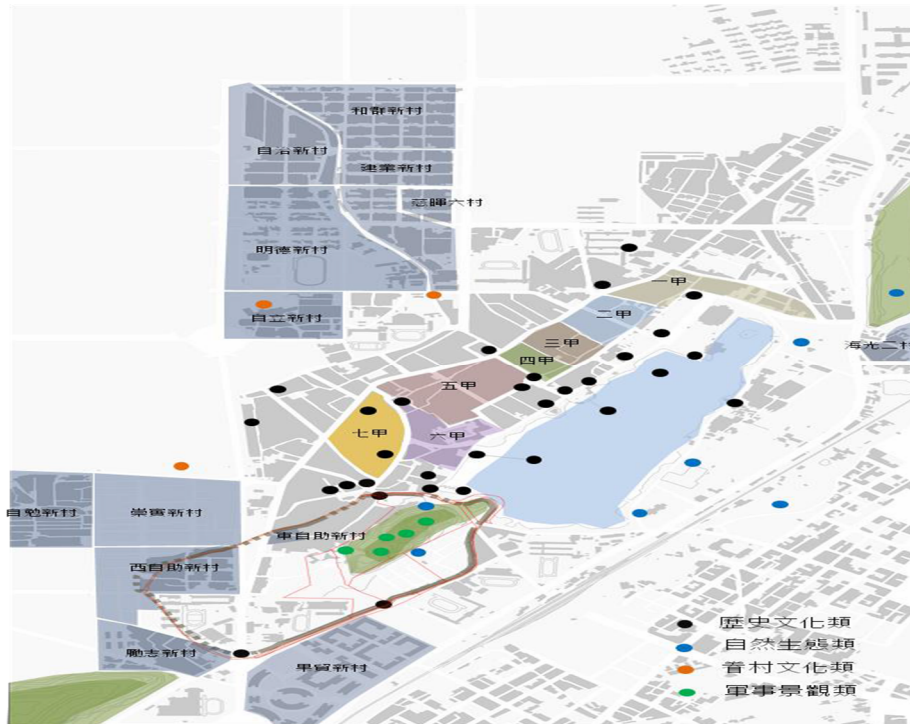 和群新村
自治新村
建業新村
慈暉六村
明德新村
自立新村
一甲
二甲
三甲
四甲
五甲
六甲
七甲
海光二村
自勉新村
崇實新村
東自助新村
西自助新村
勵志新村
果貿新村
歷史文化類
自然生態類
眷村文化類
軍事景觀類